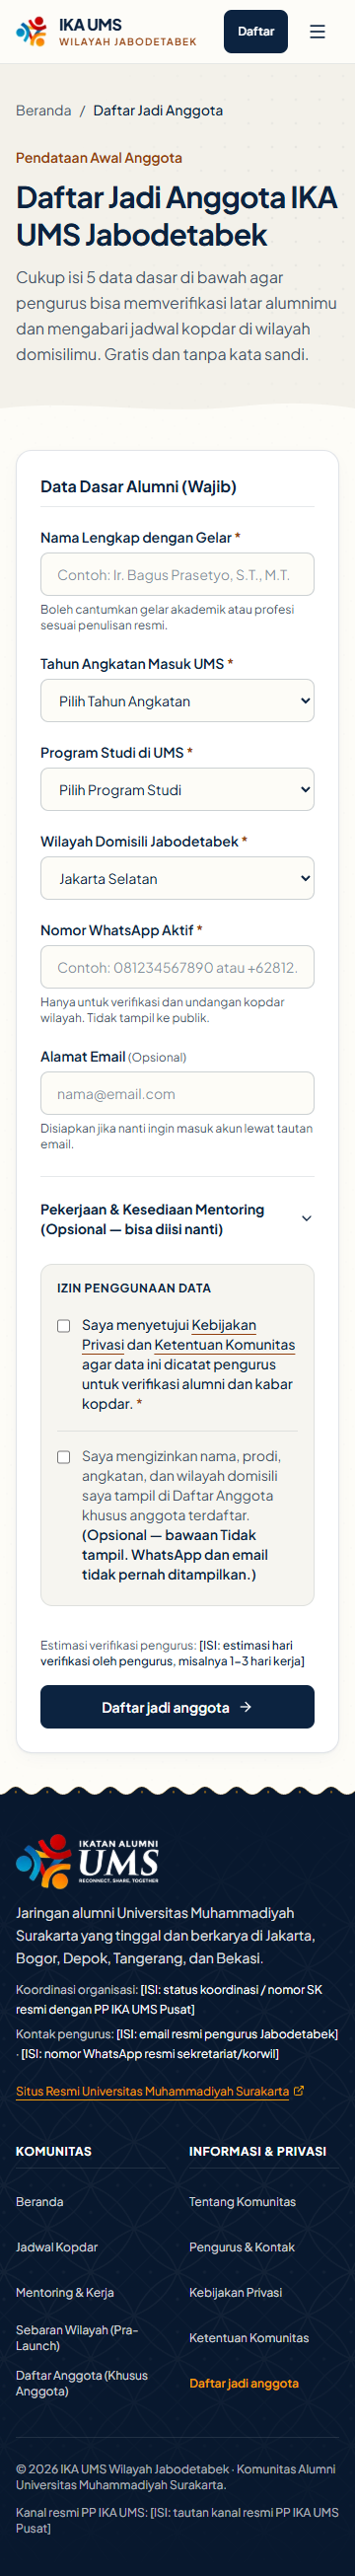 IKA UMS
WILAYAH JABODETABEK
Daftar
Beranda / Daftar Jadi Anggota
Pendataan Awal Anggota
Daftar Jadi Anggota IKA
UMS Jabodetabek
Cukup isi 5 data dasar di bawah agar
pengurus bisa memverifikasi latar alumnimu
dan mengabari jadwal kopdar di wilayah
domisilimu. Gratis dan tanpa kata sandi.
Data Dasar Alumni (Wajib)
Nama Lengkap dengan Gelar *
Contoh: Ir. Bagus Prasetyo, S.T., M.T.
Boleh cantumkan gelar akademik atau profesi
sesuai penulisan resmi.
Tahun Angkatan Masuk UMS *
Pilih Tahun Angkatan
Program Studi di UMS *
Pilih Program Studi
Wilayah Domisili Jabodetabek *
Jakarta Selatan
Nomor WhatsApp Aktif *
Contoh: 081234567890 atau +62812.
Hanya untuk verifikasi dan undangan kopdar
wilayah. Tidak tampil ke publik.
Alamat Email (Opsional)
nama@email.com
Disiapkan jika nanti ingin masuk akun lewat tautan
email.
Pekerjaan & Kesediaan Mentoring
(Opsional — bisa diisi nanti)
IZIN PENGGUNAAN DATA
Saya menyetujui Kebijakan
Privasi dan Ketentuan Komunitas
agar data ini dicatat pengurus
untuk verifikasi alumni dan kabar
kopdar. *
Saya mengizinkan nama, prodi,
angkatan, dan wilayah domisili
saya tampil di Daftar Anggota
khusus anggota terdaftar.
(Opsional — bawaan Tidak
tampil. WhatsApp dan email
tidak pernah ditampilkan.)
Estimasi verifikasi pengurus: [ISI: estimasi hari
verifikasi oleh pengurus, misalnya 1–3 hari kerja]
Daftar jadi anggota →
IKATAN ALUMNI
UMS
RECONNECT. SHARE. TOGETHER
Jaringan alumni Universitas Muhammadiyah
Surakarta yang tinggal dan berkarya di Jakarta,
Bogor, Depok, Tangerang, dan Bekasi.
Koordinasi organisasi: [ISI: status koordinasi / nomor SK
resmi dengan PP IKA UMS Pusat]
Kontak pengurus: [ISI: email resmi pengurus Jabodetabek]
· [ISI: nomor WhatsApp resmi sekretariat/korwil]
Situs Resmi Universitas Muhammadiyah Surakarta
KOMUNITAS
Beranda
Jadwal Kopdar
Mentoring & Kerja
Sebaran Wilayah (Pra-
Launch)
Daftar Anggota (Khusus
Anggota)
INFORMASI & PRIVASI
Tentang Komunitas
Pengurus & Kontak
Kebijakan Privasi
Ketentuan Komunitas
Daftar jadi anggota
© 2026 IKA UMS Wilayah Jabodetabek · Komunitas Alumni
Universitas Muhammadiyah Surakarta.
Kanal resmi PP IKA UMS: [ISI: tautan kanal resmi PP IKA UMS
Pusat]